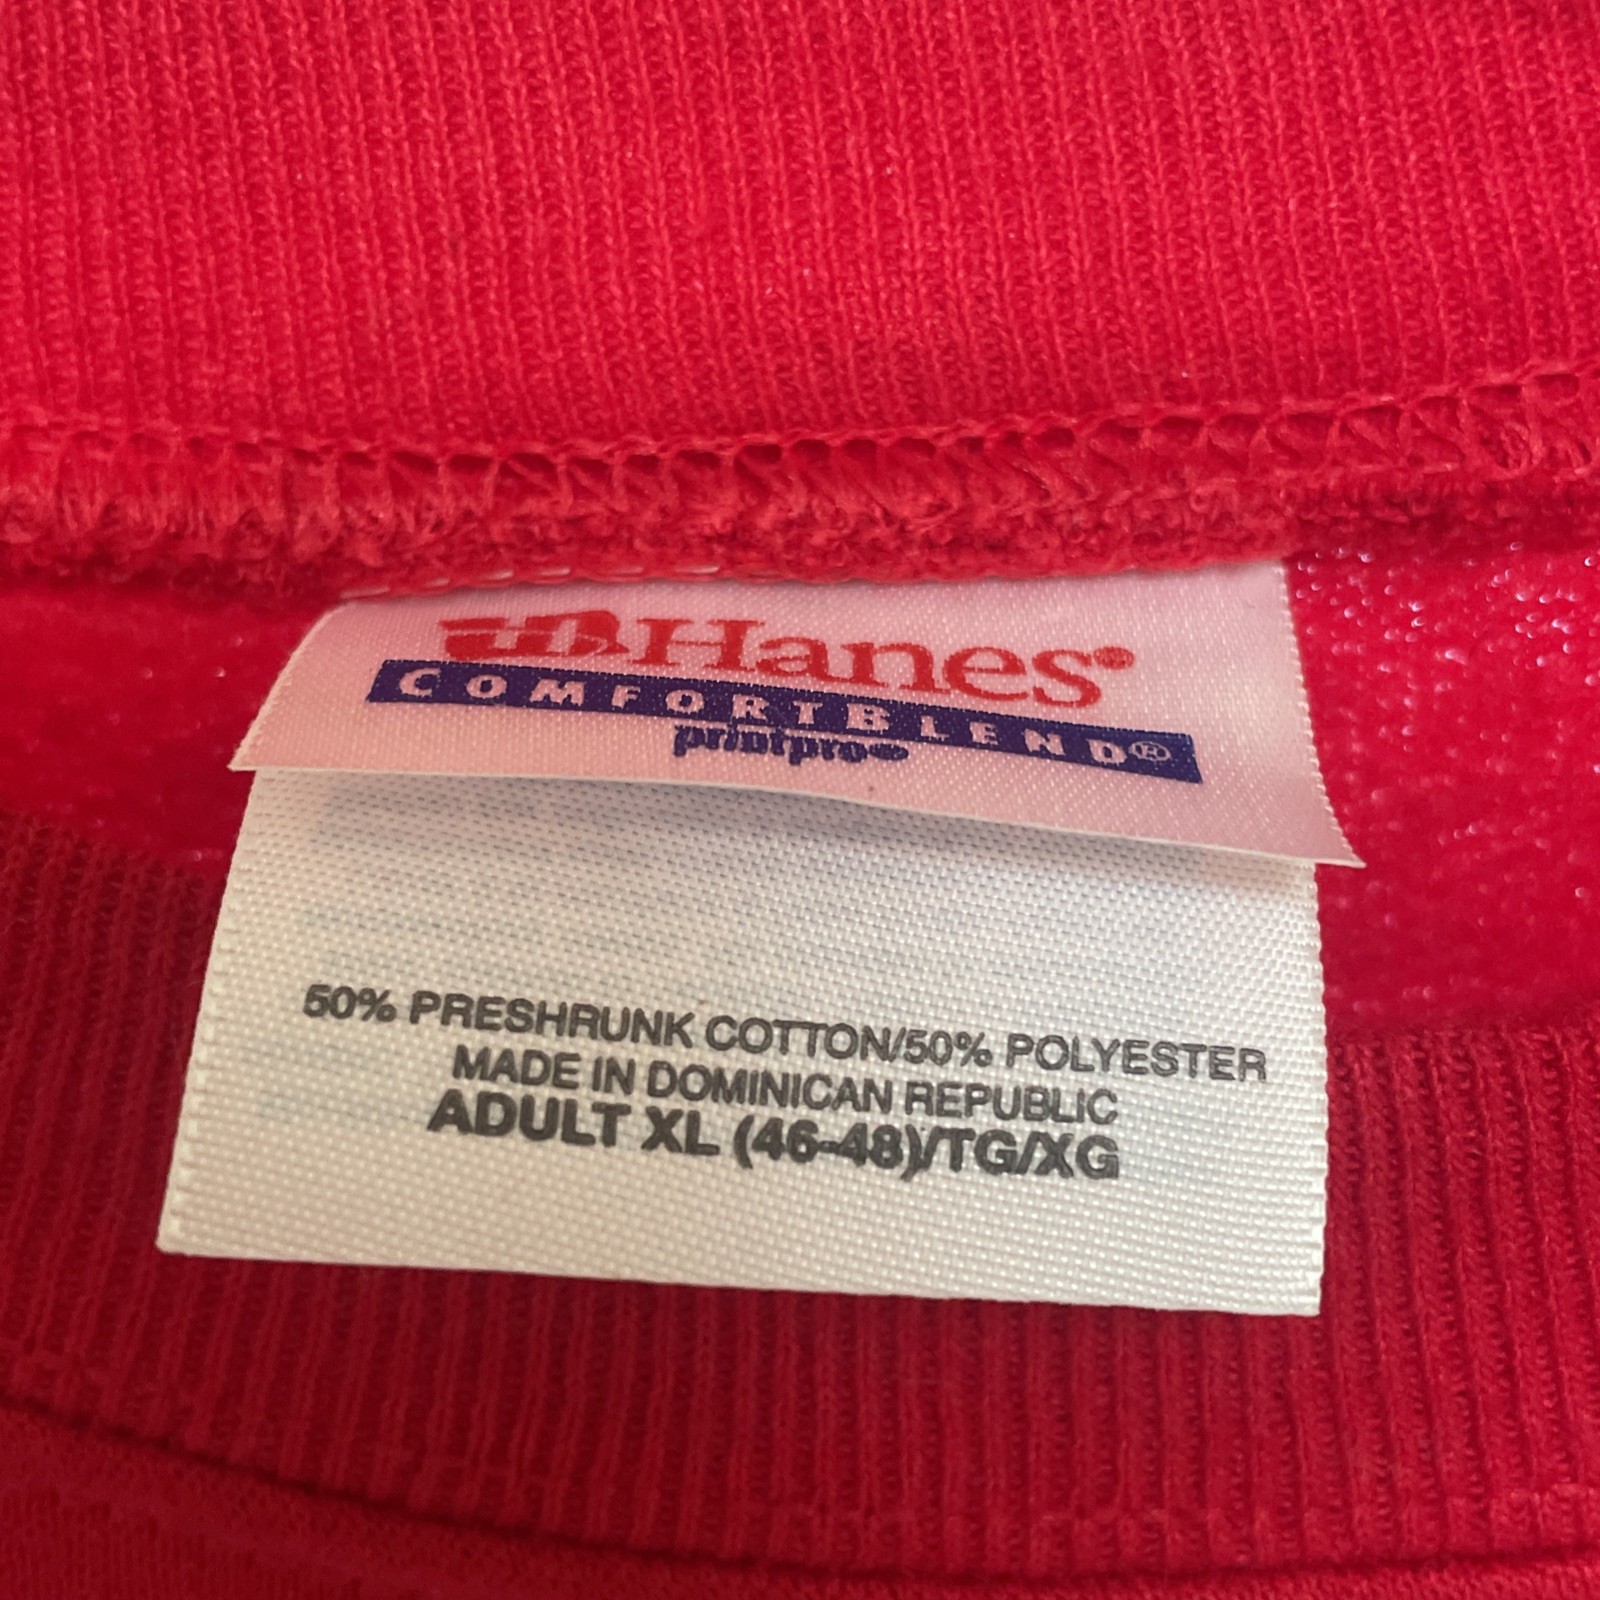 Hanes
COMFORTBLEND®
printpro
50% PRESHRUNK COTTON/50% POLYESTER
MADE IN DOMINICAN REPUBLIC
ADULT XL (46-48)/TG/XG